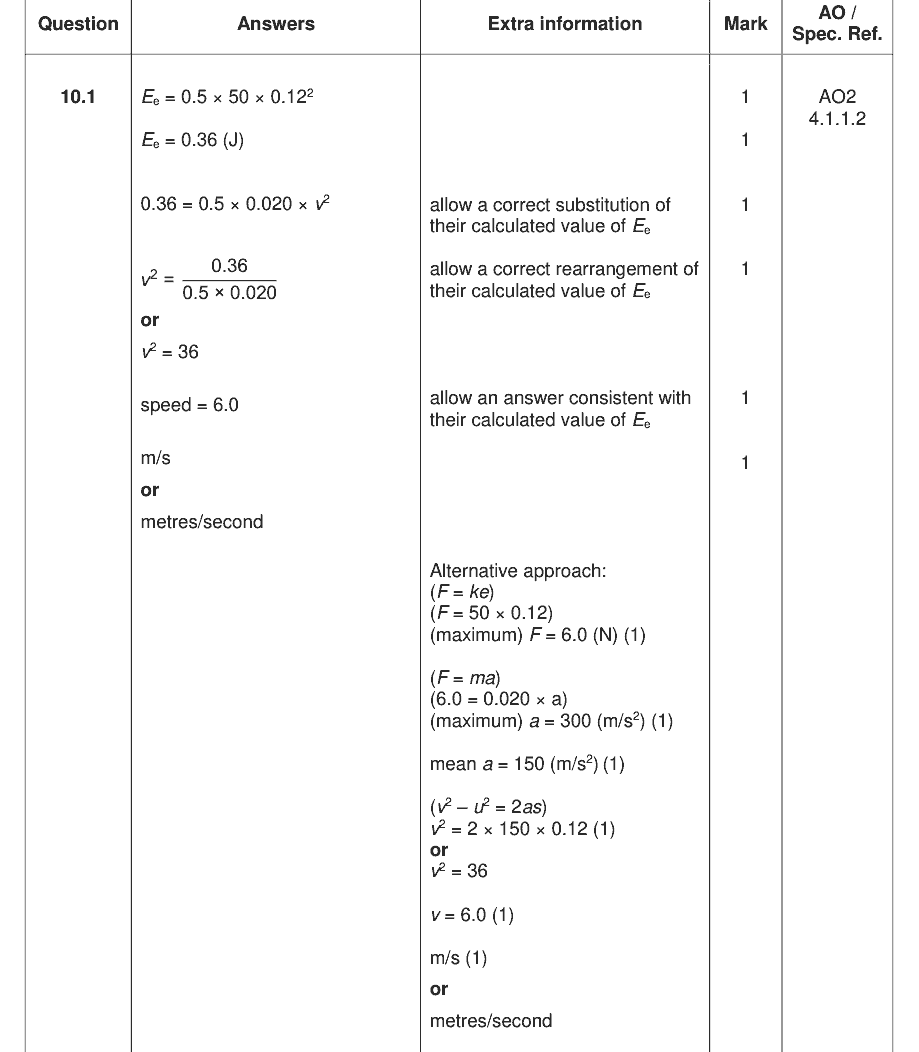 Question Answers Extra information Mark AO /
Spec. Ref.
10.1 Eₑ = 0.5 × 50 × 0.12² 1 AO2
4.1.1.2
Eₑ = 0.36 (J) 1
0.36 = 0.5 × 0.020 × v² allow a correct substitution of 1
their calculated value of Eₑ
v² = 0.36 / 0.5 × 0.020 allow a correct rearrangement of 1
their calculated value of Eₑ
or
v² = 36
speed = 6.0 allow an answer consistent with 1
their calculated value of Eₑ
m/s 1
or
metres/second
Alternative approach:
(F = ke)
(F = 50 × 0.12)
(maximum) F = 6.0 (N) (1)
(F = ma)
(6.0 = 0.020 × a)
(maximum) a = 300 (m/s²) (1)
mean a = 150 (m/s²) (1)
(v² – u² = 2as)
v² = 2 × 150 × 0.12 (1)
or
v² = 36
v = 6.0 (1)
m/s (1)
or
metres/second